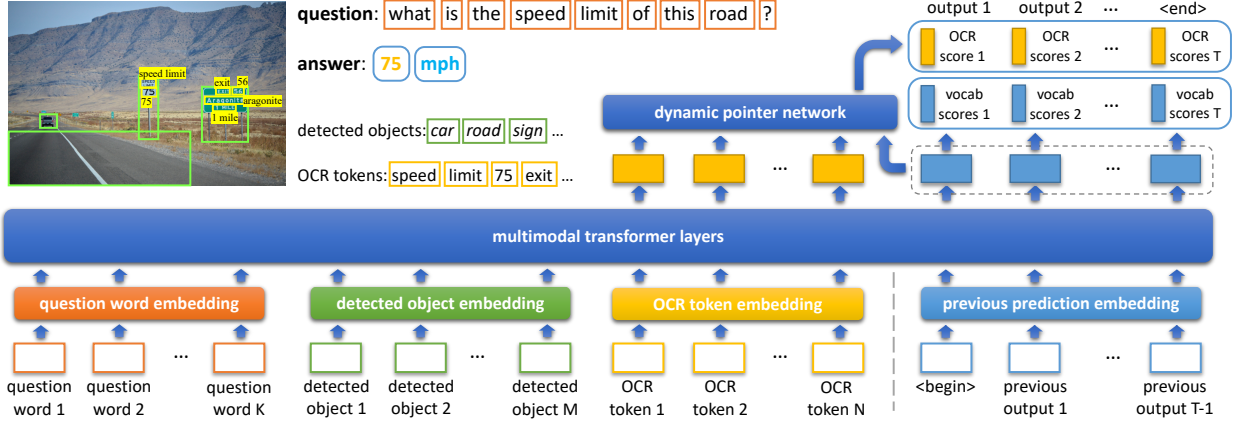 speed limit
75
exit
56
aragonite
1 mile
SPEED
LIMIT
75
Aragonite
1 MILE
question: what is the speed limit of this road ?
answer: 75 mph
detected objects: car road sign ...
OCR tokens: speed limit 75 exit ...
output 1 output 2 ... <end>
OCR score 1
OCR scores 2
...
OCR scores T
vocab scores 1
vocab scores 2
...
vocab scores T
dynamic pointer network
... ...
multimodal transformer layers
question word embedding
detected object embedding
OCR token embedding
previous prediction embedding
... ... ... ...
question word 1
question word 2
question word K
detected object 1
detected object 2
detected object M
OCR token 1
OCR token 2
OCR token N
<begin>
previous output 1
previous output T-1